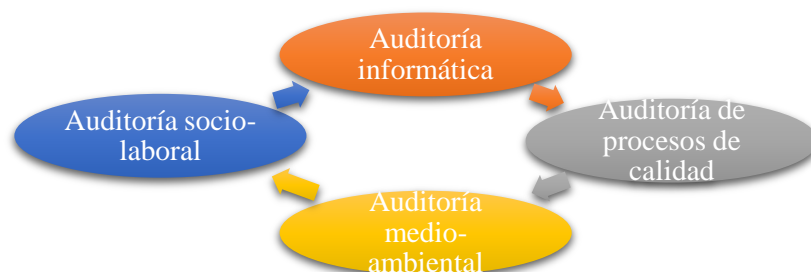 Auditoría
informática
Auditoría de
procesos de
calidad
Auditoría
medio-
ambiental
Auditoría socio-
laboral